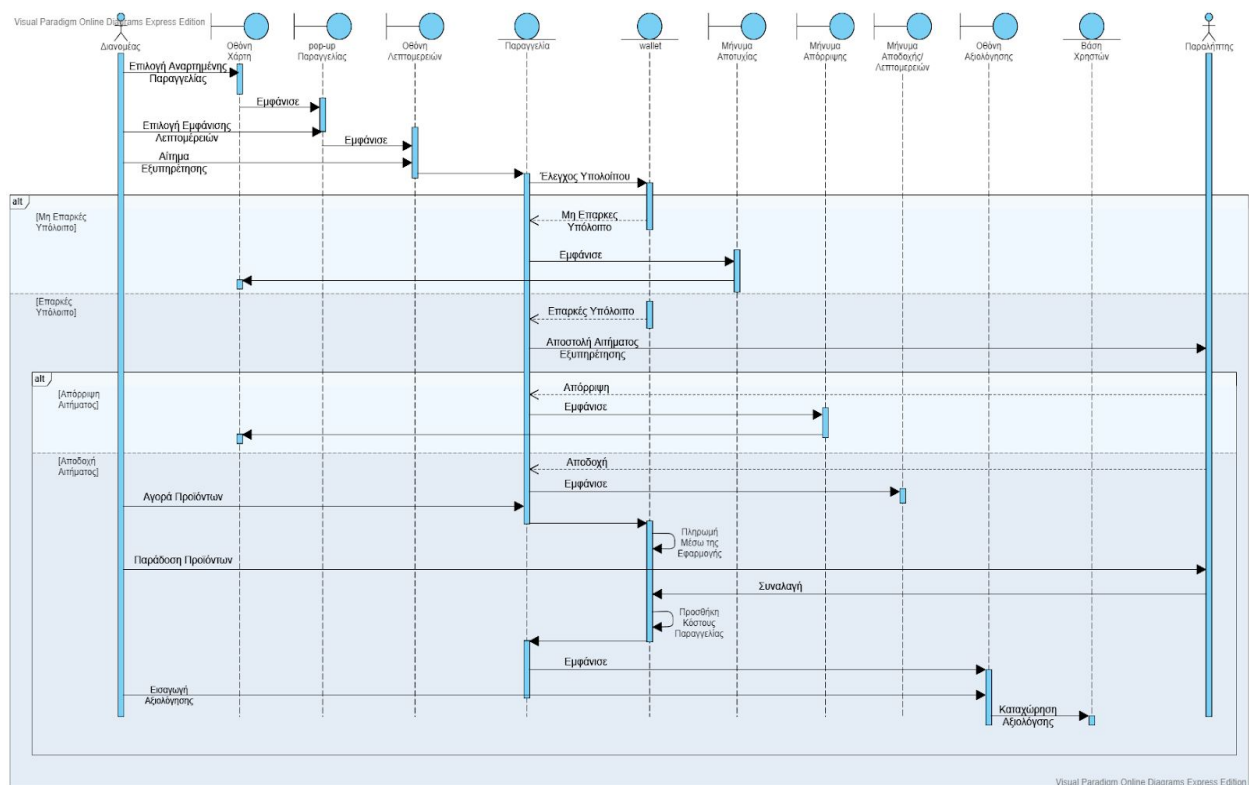 Visual Paradigm Online Diagrams Express Edition
Διανομέας
Οθόνη
Χάρτη
pop-up
Παραγγελίας
Οθόνη
Λεπτομερειών
Παραγγελία
wallet
Μήνυμα
Αποτυχίας
Μήνυμα
Απόρριψης
Μήνυμα
Αποδοχής/
Λεπτομερειών
Οθόνη
Αξιολόγησης
Βάση
Χρηστών
Παραλήπτης
Επιλογή Αναρτημένης
Παραγγελίας
Εμφάνισε
Επιλογή Εμφάνισης
Λεπτομέρειών
Εμφάνισε
Αίτημα
Εξυπηρέτησης
Έλεγχος Υπολοίπου
alt
[Μη Επαρκές
Υπόλοιπο]
Μη Επαρκες
Υπόλοιπο
Εμφάνισε
[Επαρκές
Υπόλοιπο]
Επαρκές Υπόλοιπο
Αποστολή Αιτήματος
Εξυπηρέτησης
alt
[Απόρριψη
Αιτήματος]
Απόρριψη
Εμφάνισε
[Αποδοχή
Αιτήματος]
Αποδοχή
Εμφάνισε
Αγορά Προϊόντων
Πληρωμή
Μέσω της
Εφαρμογής
Παράδοση Προϊόντων
Συναλαγή
Προσθήκη
Κόστους
Παραγγελίας
Εμφάνισε
Εισαγωγή
Αξιολόγησης
Καταχώρηση
Αξιολόγσης
Visual Paradigm Online Diagrams Express Edition